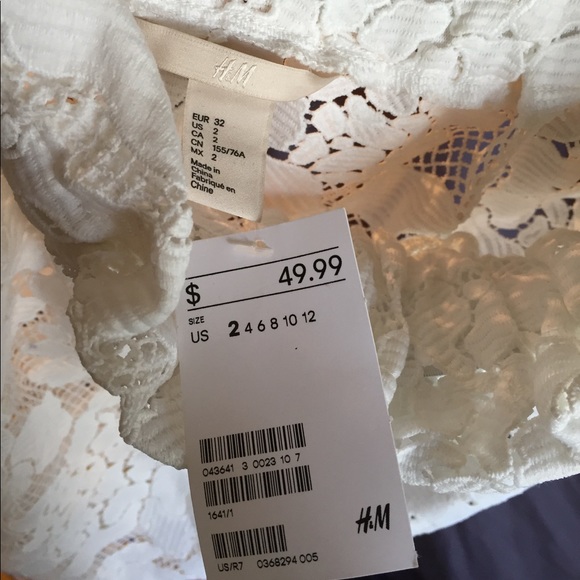 H&M
EUR 32
US 2
CA 2
CN 155/76A
MX 2
Made in
China
Fabriqué en
Chine
$ 49.99
SIZE
US 2 4 6 8 10 12
043641 3 0023 10 7
1641/1
H&M
US/R7 0368294 005